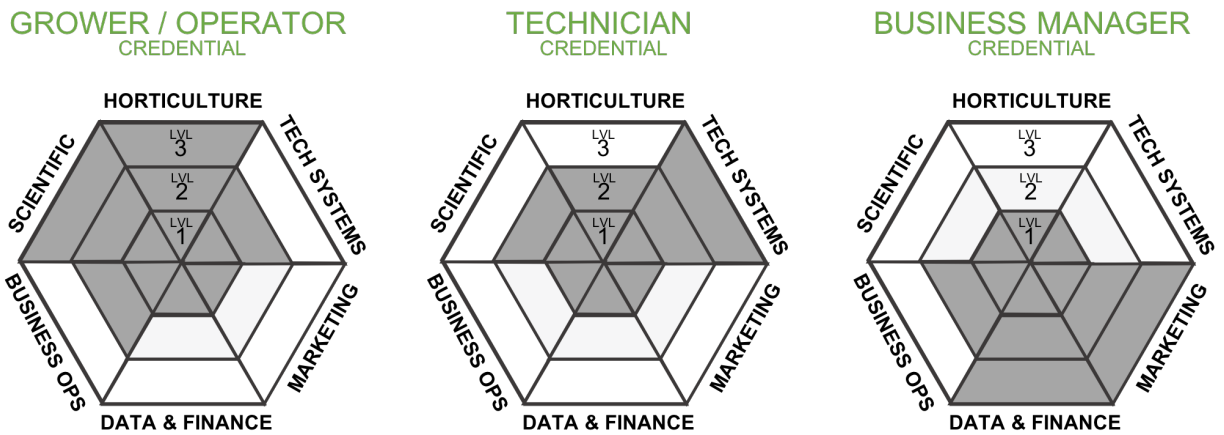 GROWER / OPERATOR
CREDENTIAL
HORTICULTURE
SCIENTIFIC
TECH SYSTEMS
LVL
3
LVL
2
LVL
1
BUSINESS OPS
MARKETING
DATA & FINANCE
TECHNICIAN
CREDENTIAL
HORTICULTURE
SCIENTIFIC
TECH SYSTEMS
LVL
3
LVL
2
LVL
1
BUSINESS OPS
MARKETING
DATA & FINANCE
BUSINESS MANAGER
CREDENTIAL
HORTICULTURE
SCIENTIFIC
TECH SYSTEMS
LVL
3
LVL
2
LVL
1
BUSINESS OPS
MARKETING
DATA & FINANCE